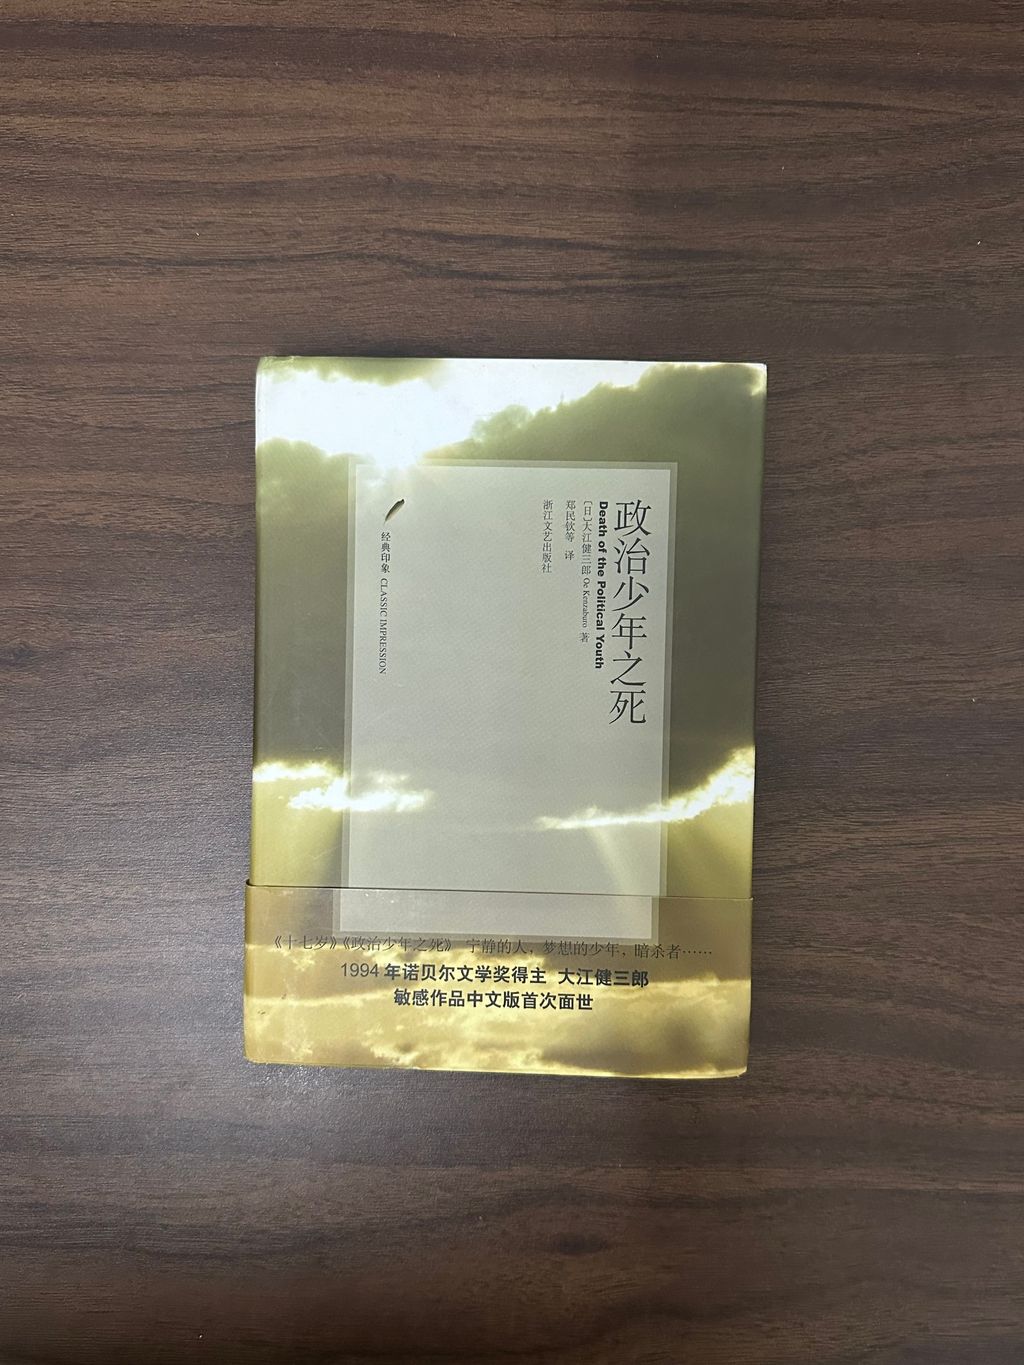 政治少年之死
Death of the Political Youth
〔日〕大江健三郎 Oe Kenzaburo 著
郑民钦等 译
浙江文艺出版社
经典印象 CLASSIC IMPRESSION
《十七岁》《政治少年之死》 宁静的人，梦想的少年，暗杀者……
1994年诺贝尔文学奖得主 大江健三郎
敏感作品中文版首次面世